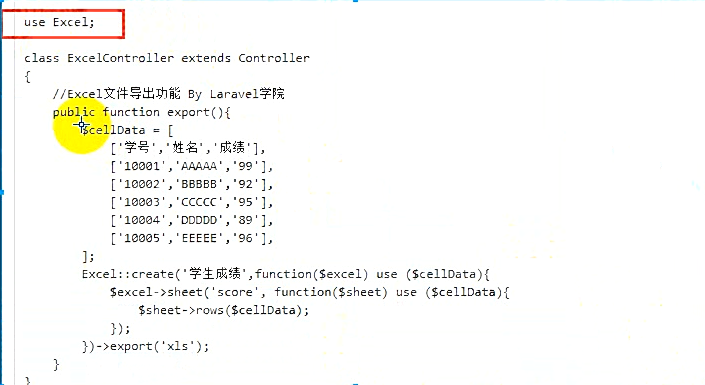 use Excel;
class ExcelController extends Controller
{
//Excel文件导出功能 By Laravel学院
public function export(){
$cellData = [
['学号','姓名','成绩'],
['10001','AAAAA','99'],
['10002','BBBBB','92'],
['10003','CCCCC','95'],
['10004','DDDDD','89'],
['10005','EEEEE','96'],
];
Excel::create('学生成绩',function($excel) use ($cellData){
$excel->sheet('score', function($sheet) use ($cellData){
$sheet->rows($cellData);
});
})->export('xls');
}
}